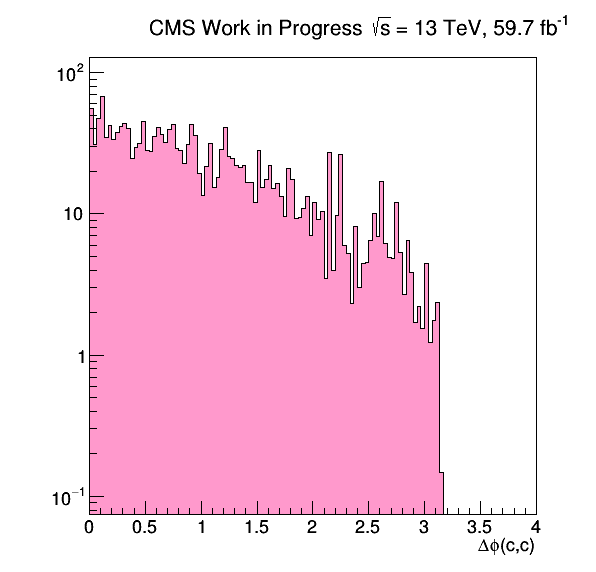 CMS Work in Progress √s = 13 TeV, 59.7 fb⁻¹
10²
10
1
10⁻¹
0 0.5 1 1.5 2 2.5 3 3.5 4
Δϕ(c,c)